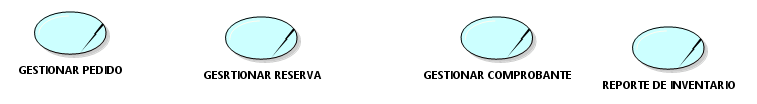 GESTIONAR PEDIDO
GESRTIONAR RESERVA
GESTIONAR COMPROBANTE
REPORTE DE INVENTARIO